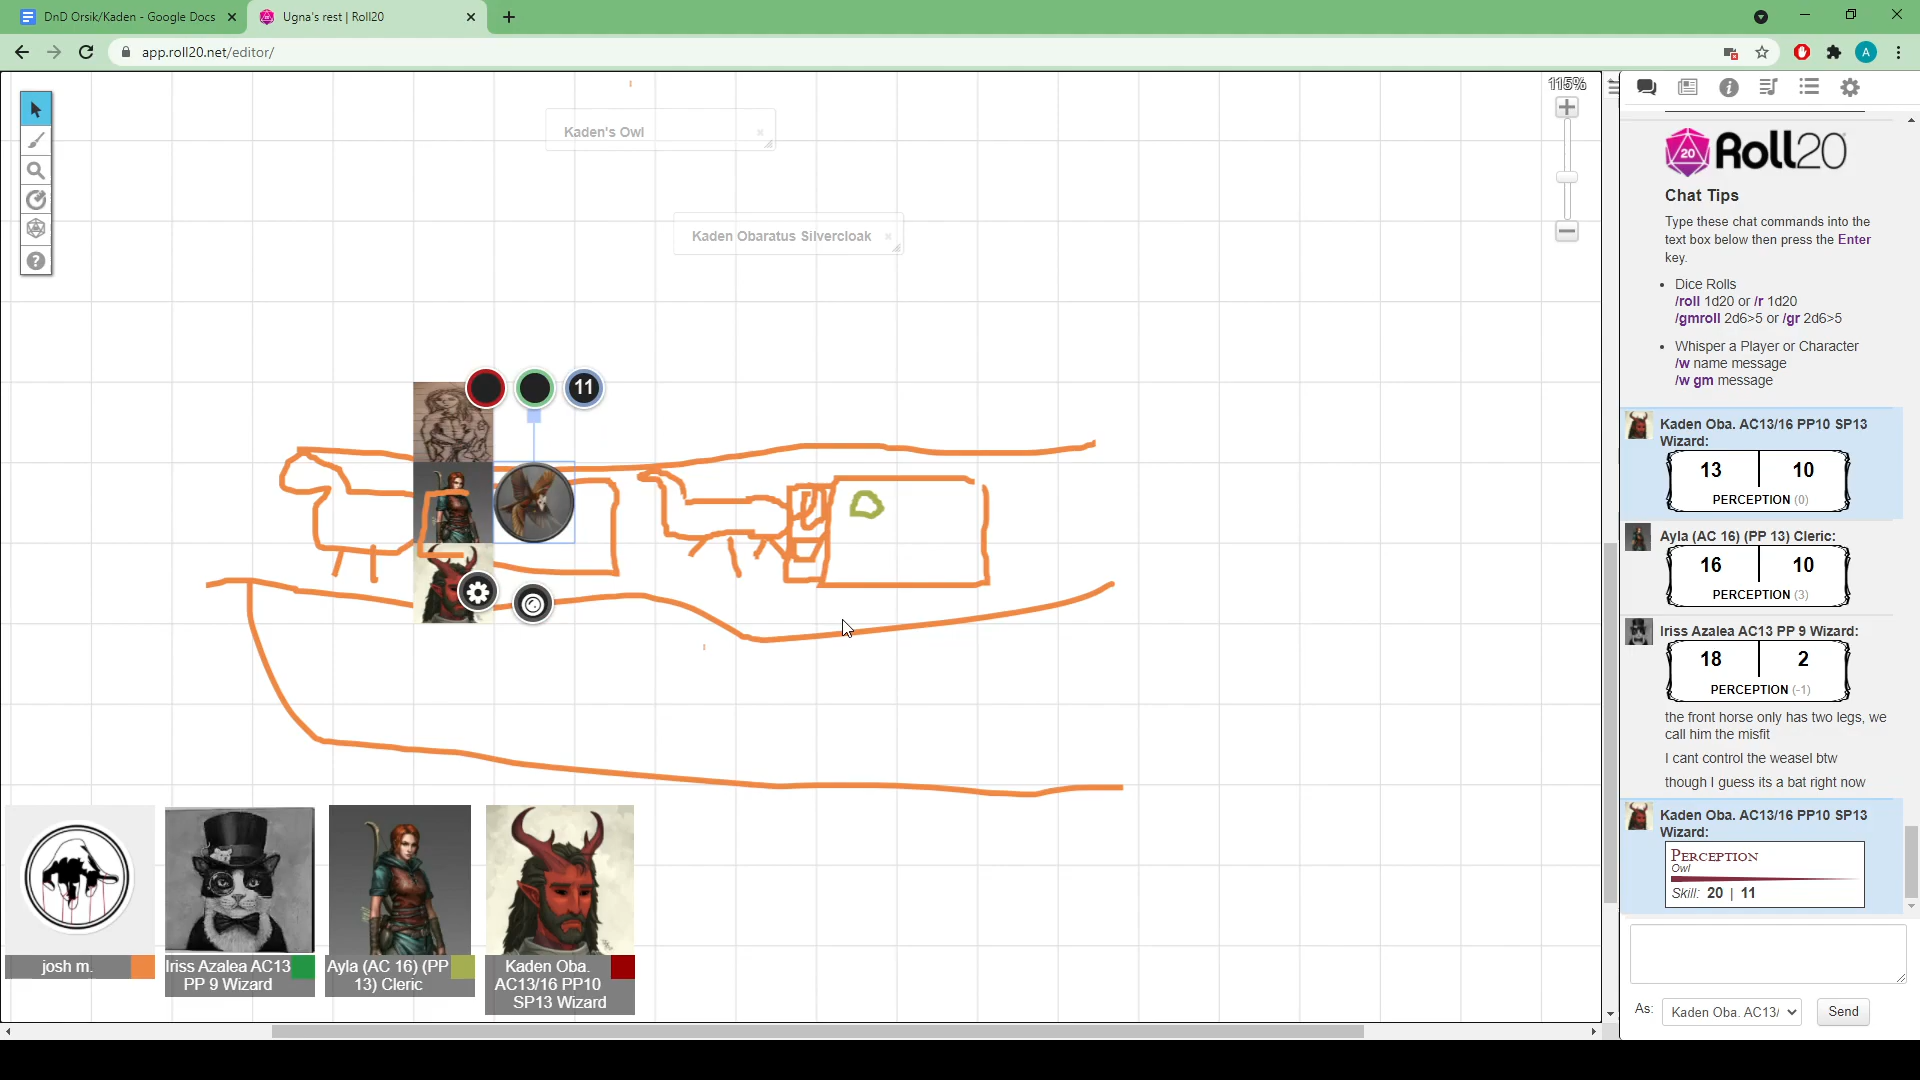 DnD Orsik/Kaden - Google Docs
Ugna's rest | Roll20
app.roll20.net/editor/
A
115%
Kaden's Owl
Kaden Obaratus Silvercloak
11
josh m.
Iriss Azalea AC13
PP 9 Wizard
Ayla (AC 16) (PP
13) Cleric
Kaden Oba.
AC13/16 PP10
SP13 Wizard
20
Roll20
Chat Tips
Type these chat commands into the
text box below then press the Enter
key.
• Dice Rolls
/roll 1d20 or /r 1d20
/gmroll 2d6>5 or /gr 2d6>5
• Whisper a Player or Character
/w name message
/w gm message
Kaden Oba. AC13/16 PP10 SP13
Wizard:
13 10
PERCEPTION (0)
Ayla (AC 16) (PP 13) Cleric:
16 10
PERCEPTION (3)
Iriss Azalea AC13 PP 9 Wizard:
18 2
PERCEPTION (-1)
the front horse only has two legs, we
call him the misfit
I cant control the weasel btw
though I guess its a bat right now
Kaden Oba. AC13/16 PP10 SP13
Wizard:
PERCEPTION
Owl
Skill: 20 | 11
As: Kaden Oba. AC13/ Send